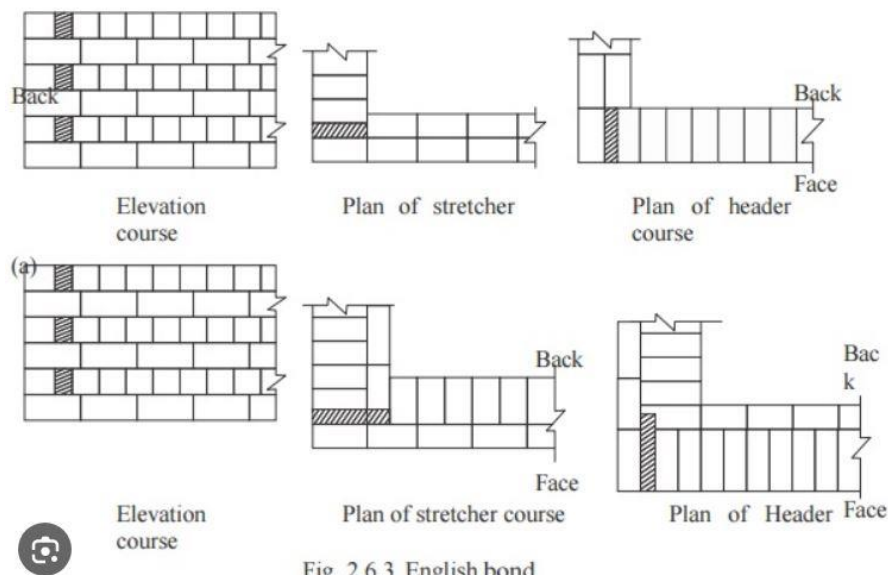 Back
Back
Face
Elevation
course
Plan of stretcher
Plan of header
course
(a)
Back
Face
Bac
k
Face
Elevation
course
Plan of stretcher course
Plan of Header
Fig. 2.6.3 English bond